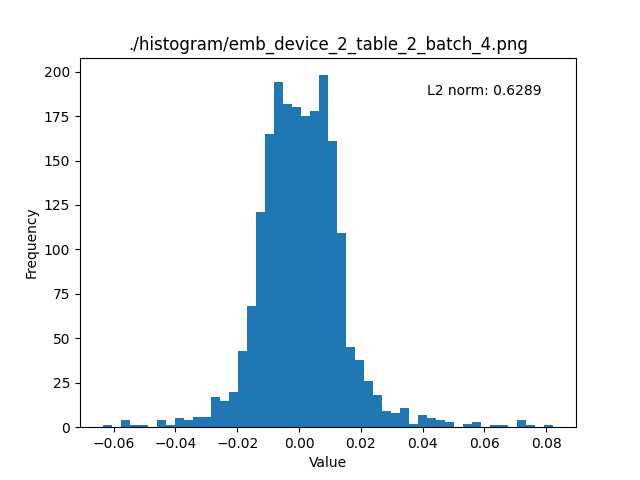 ./histogram/emb_device_2_table_2_batch_4.png
L2 norm: 0.6289
Frequency
200
175
150
125
100
75
50
25
0
−0.06 −0.04 −0.02 0.00 0.02 0.04 0.06 0.08
Value